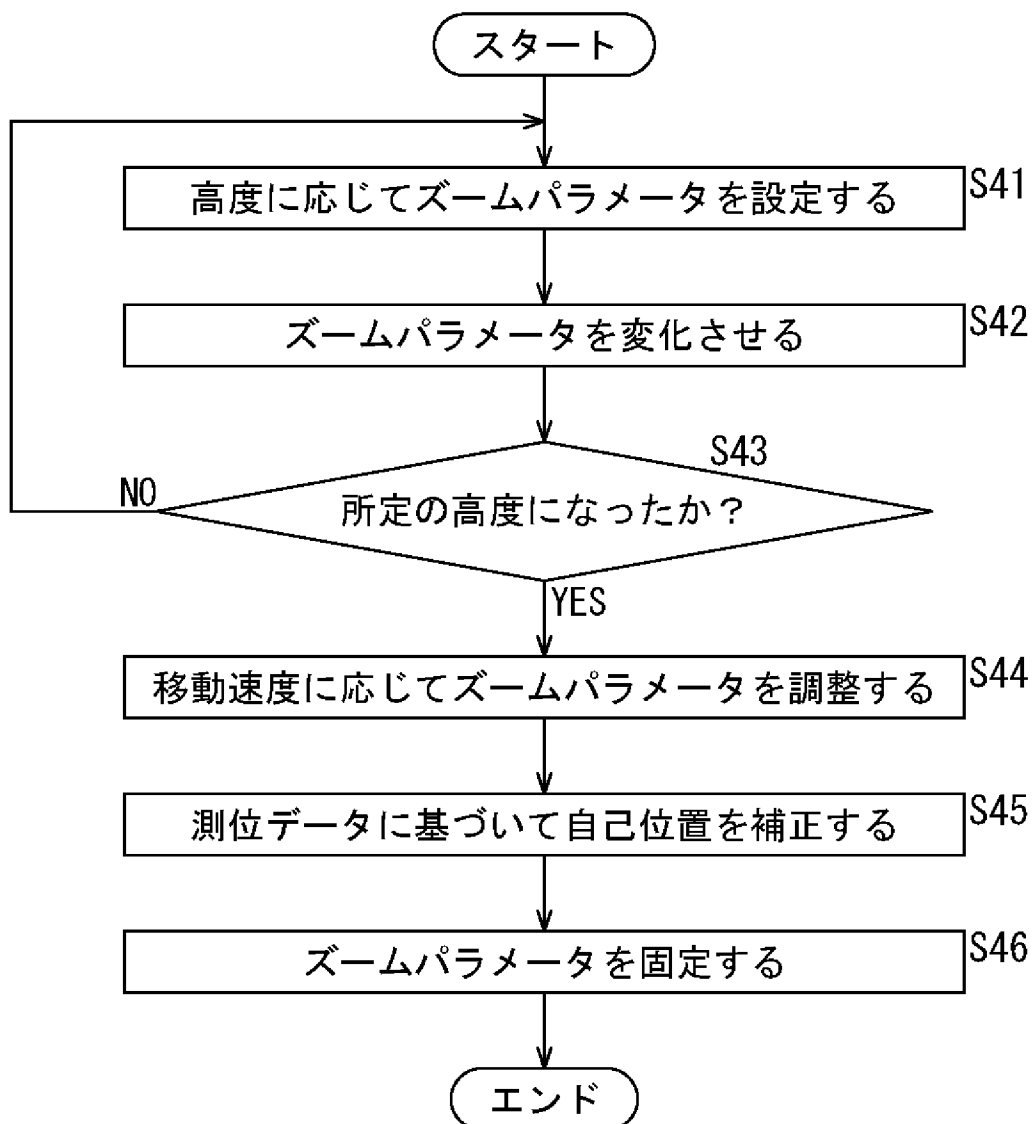 スタート
高度に応じてズームパラメータを設定する
S41
ズームパラメータを変化させる
S42
S43
所定の高度になったか？
NO
YES
移動速度に応じてズームパラメータを調整する
S44
測位データに基づいて自己位置を補正する
S45
ズームパラメータを固定する
S46
エンド